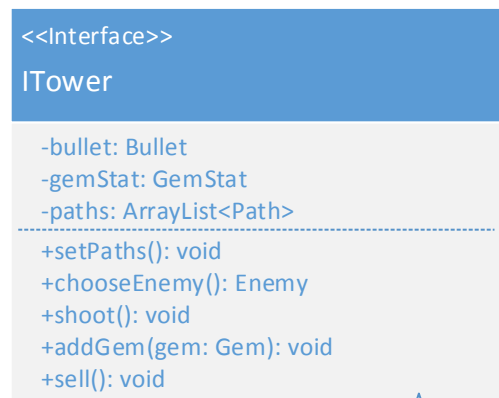 <<Interface>>
ITower
-bullet: Bullet
-gemStat: GemStat
-paths: ArrayList<Path>
+setPaths(): void
+chooseEnemy(): Enemy
+shoot(): void
+addGem(gem: Gem): void
+sell(): void